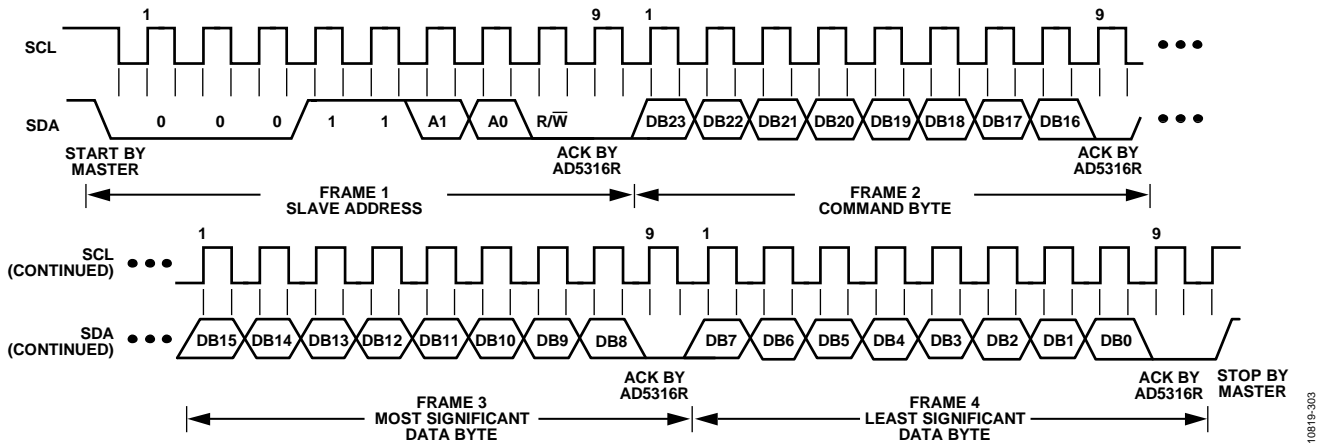 1 9 1 9
SCL
SDA 0 0 0 1 1 A1 A0 R/W̅ DB23 DB22 DB21 DB20 DB19 DB18 DB17 DB16
START BY
MASTER
ACK BY
AD5316R
ACK BY
AD5316R
FRAME 1
SLAVE ADDRESS
FRAME 2
COMMAND BYTE
1 9 1 9
SCL
(CONTINUED)
SDA
(CONTINUED)
DB15 DB14 DB13 DB12 DB11 DB10 DB9 DB8 DB7 DB6 DB5 DB4 DB3 DB2 DB1 DB0
ACK BY
AD5316R
ACK BY
AD5316R
STOP BY
MASTER
FRAME 3
MOST SIGNIFICANT
DATA BYTE
FRAME 4
LEAST SIGNIFICANT
DATA BYTE
10819-303